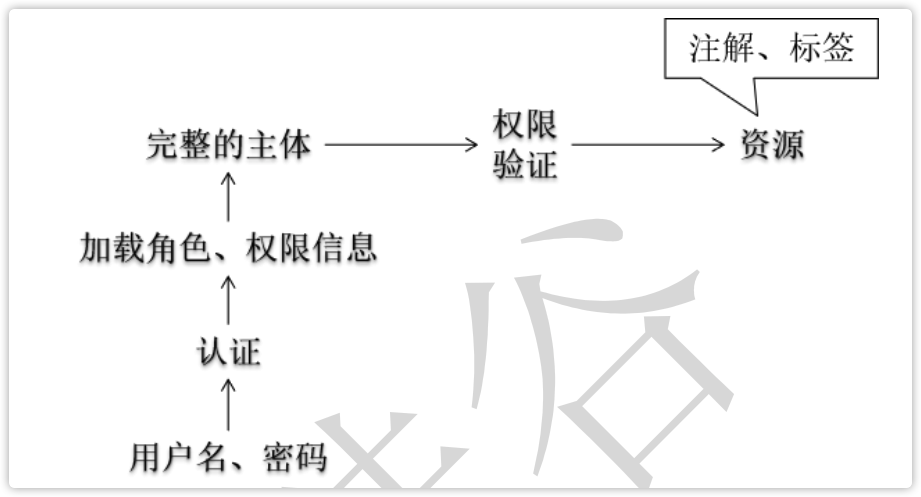 注解、标签
完整的主体
权限
验证
资源
加载角色、权限信息
认证
用户名、密码